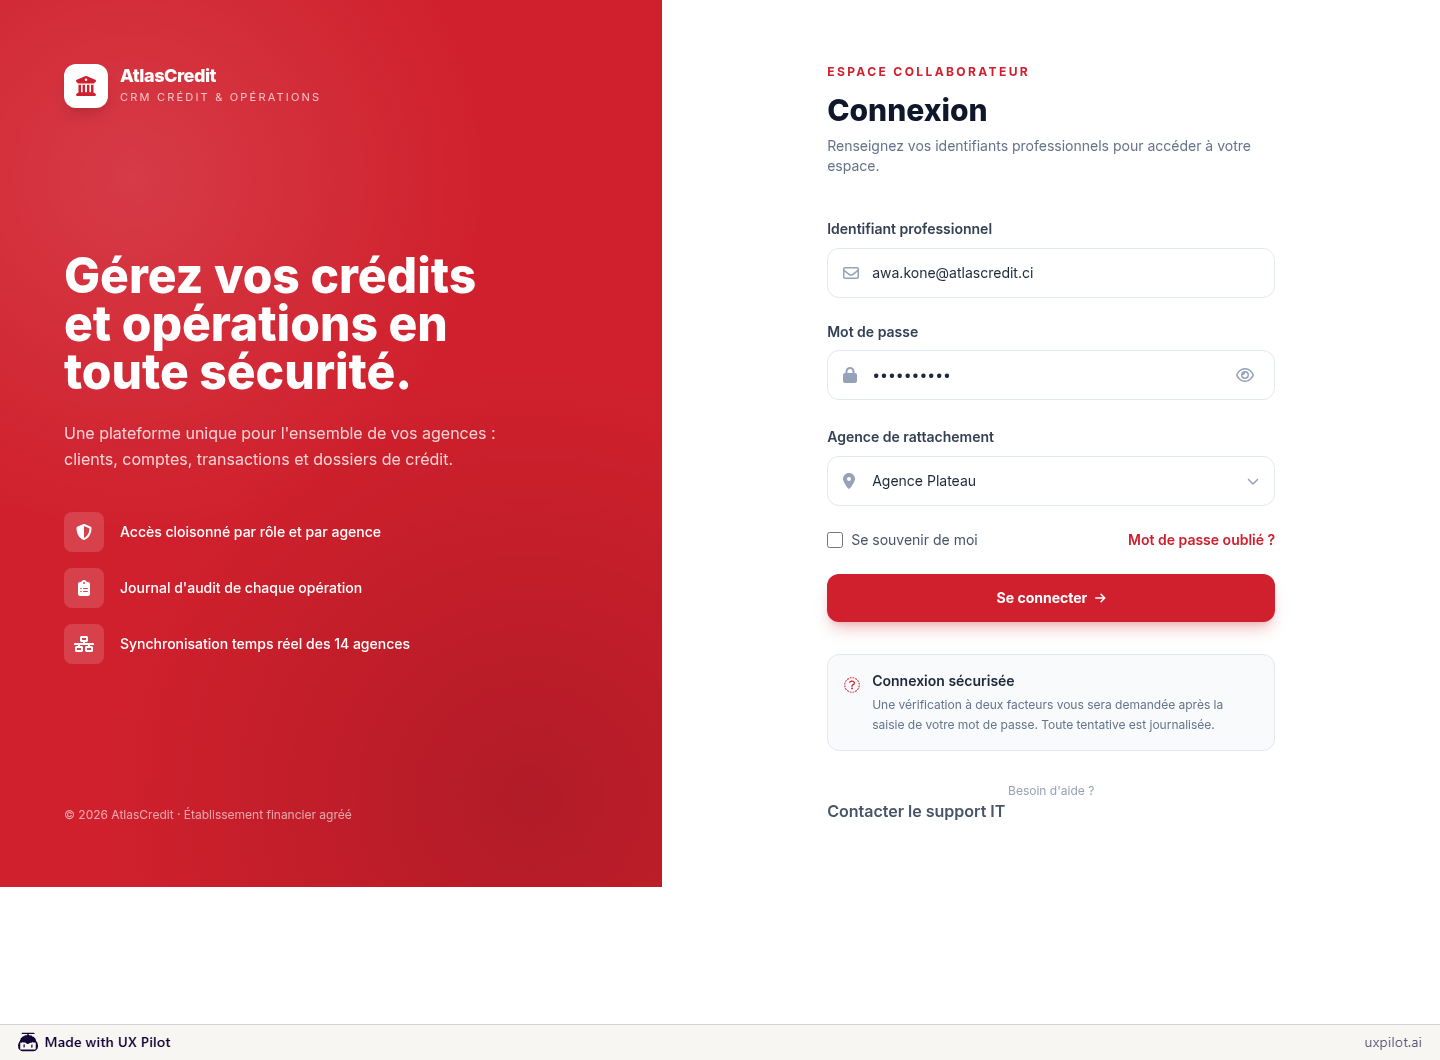 AtlasCredit
CRM CRÉDIT & OPÉRATIONS
Gérez vos crédits
et opérations en
toute sécurité.
Une plateforme unique pour l'ensemble de vos agences :
clients, comptes, transactions et dossiers de crédit.
Accès cloisonné par rôle et par agence
Journal d'audit de chaque opération
Synchronisation temps réel des 14 agences
© 2026 AtlasCredit · Établissement financier agréé
ESPACE COLLABORATEUR
Connexion
Renseignez vos identifiants professionnels pour accéder à votre
espace.
Identifiant professionnel
awa.kone@atlascredit.ci
Mot de passe
••••••••••
Agence de rattachement
Agence Plateau
Se souvenir de moi
Mot de passe oublié ?
Se connecter →
Connexion sécurisée
Une vérification à deux facteurs vous sera demandée après la
saisie de votre mot de passe. Toute tentative est journalisée.
Besoin d'aide ?
Contacter le support IT
Made with UX Pilot
uxpilot.ai